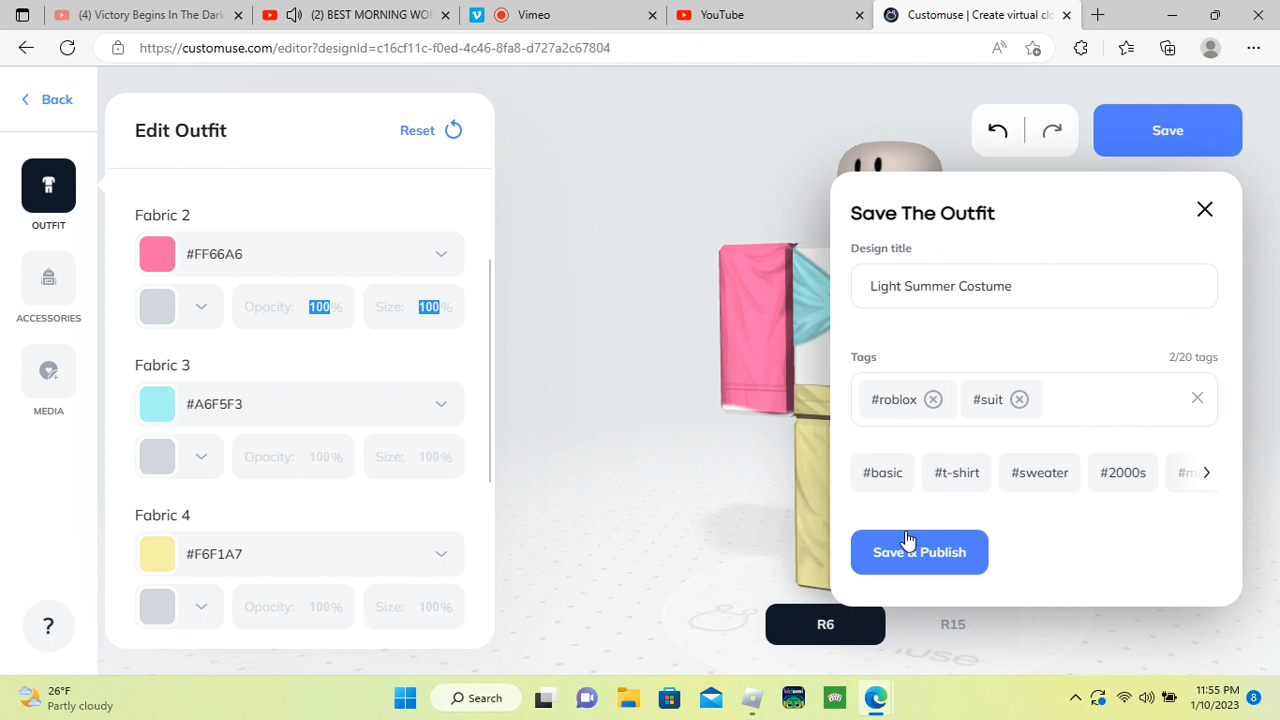 (4) Victory Begins In The Dark
(2) BEST MORNING WO
Vimeo
YouTube
Customuse | Create virtual clo
https://customuse.com/editor?designId=c16cf11c-f0ed-4c46-8fa8-d727a2c67804
Back
Edit Outfit
Reset
Save
OUTFIT
ACCESSORIES
MEDIA
?
Fabric 2
#FF66A6
Opacity: 100% Size: 100%
Fabric 3
#A6F5F3
Opacity: 100% Size: 100%
Fabric 4
#F6F1A7
Opacity: 100% Size: 100%
Save The Outfit
Design title
Light Summer Costume
Tags 2/20 tags
#roblox #suit
#basic #t-shirt #sweater #2000s
Save & Publish
R6 R15
26°F
Partly cloudy
Search
kidomi
11:55 PM
1/10/2023
8